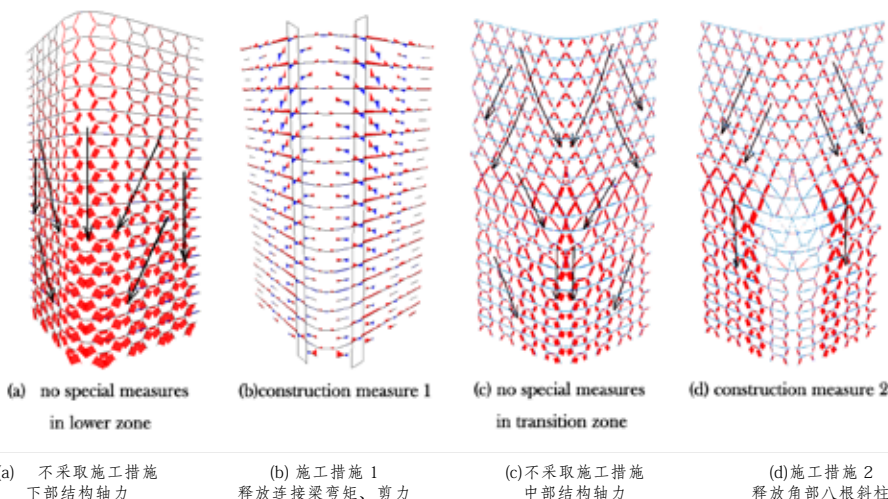 (a) no special measures
in lower zone
(b)construction measure 1
(c) no special measures
in transition zone
(d) construction measure 2
(a) 不采取施工措施
下部结构轴力
(b) 施工措施 1
释放连接梁弯矩、剪力
(c)不采取施工措施
中部结构轴力
(d)施工措施 2
释放角部八根斜柱